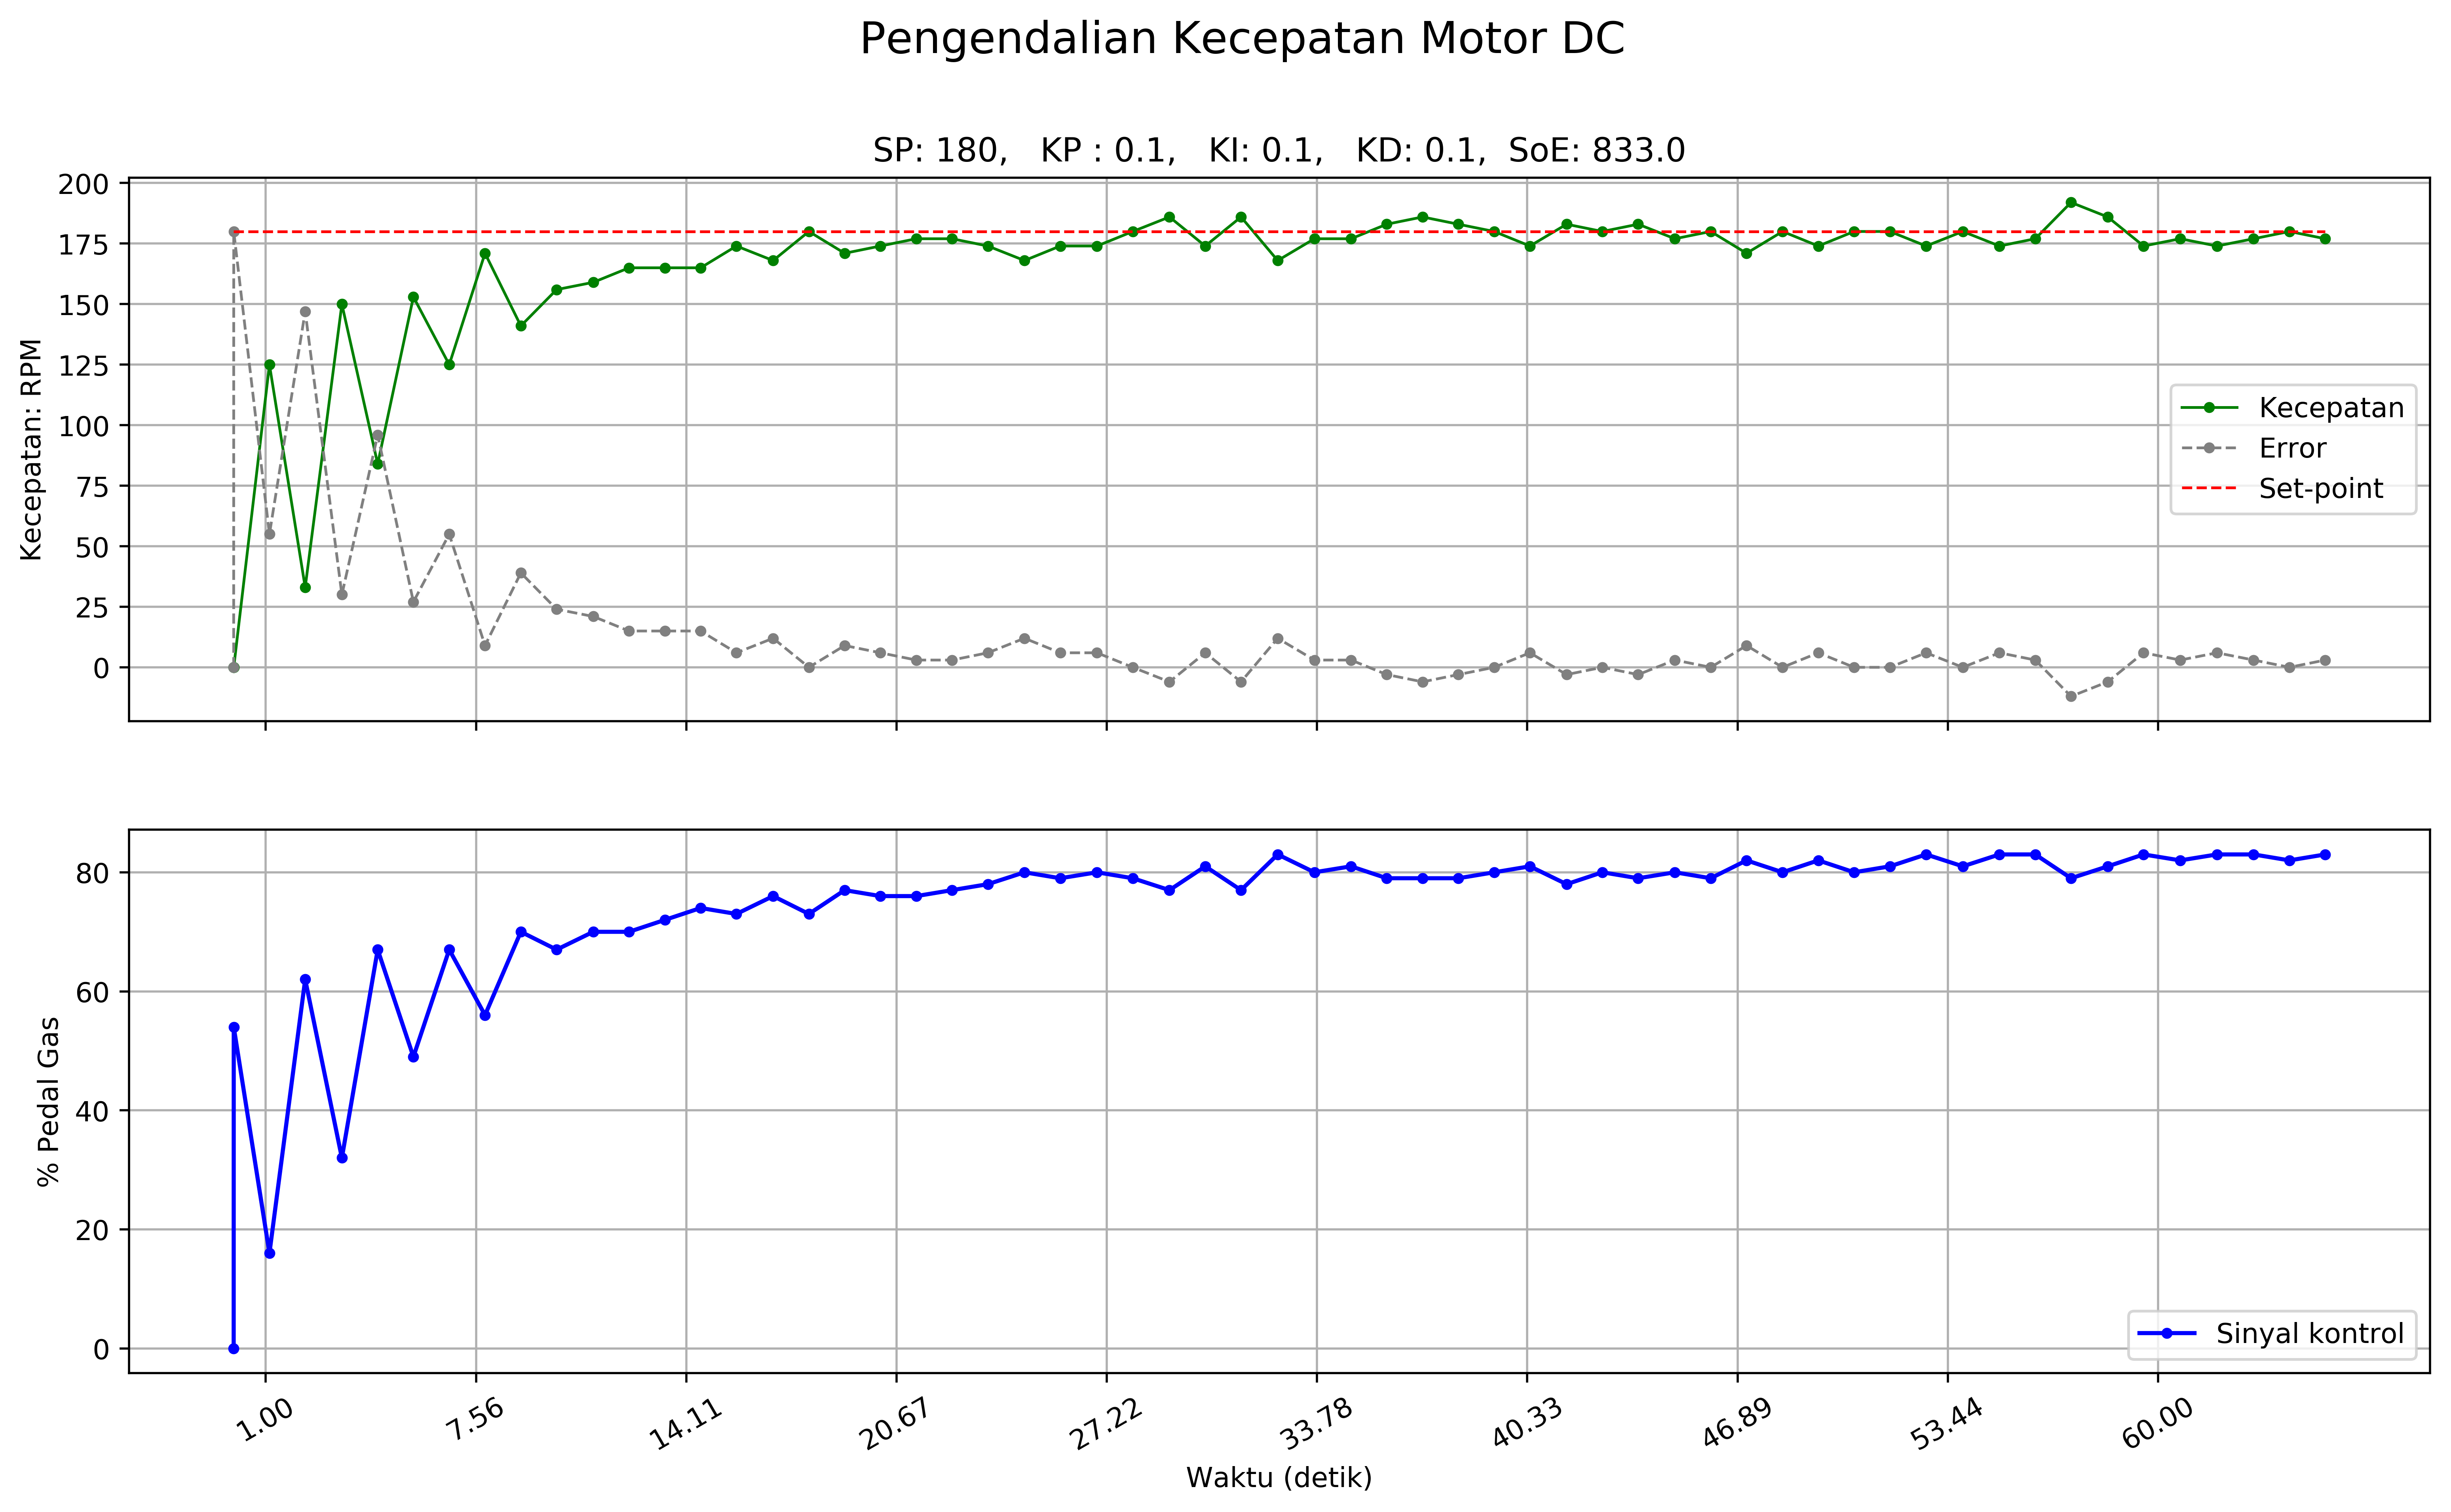 Pengendalian Kecepatan Motor DC
SP: 180,   KP : 0.1,   KI: 0.1,   KD: 0.1,  SoE: 833.0
Kecepatan: RPM
200
175
150
125
100
75
50
25
0
Kecepatan
Error
Set-point
% Pedal Gas
80
60
40
20
0
Sinyal kontrol
1.00
7.56
14.11
20.67
27.22
33.78
40.33
46.89
53.44
60.00
Waktu (detik)